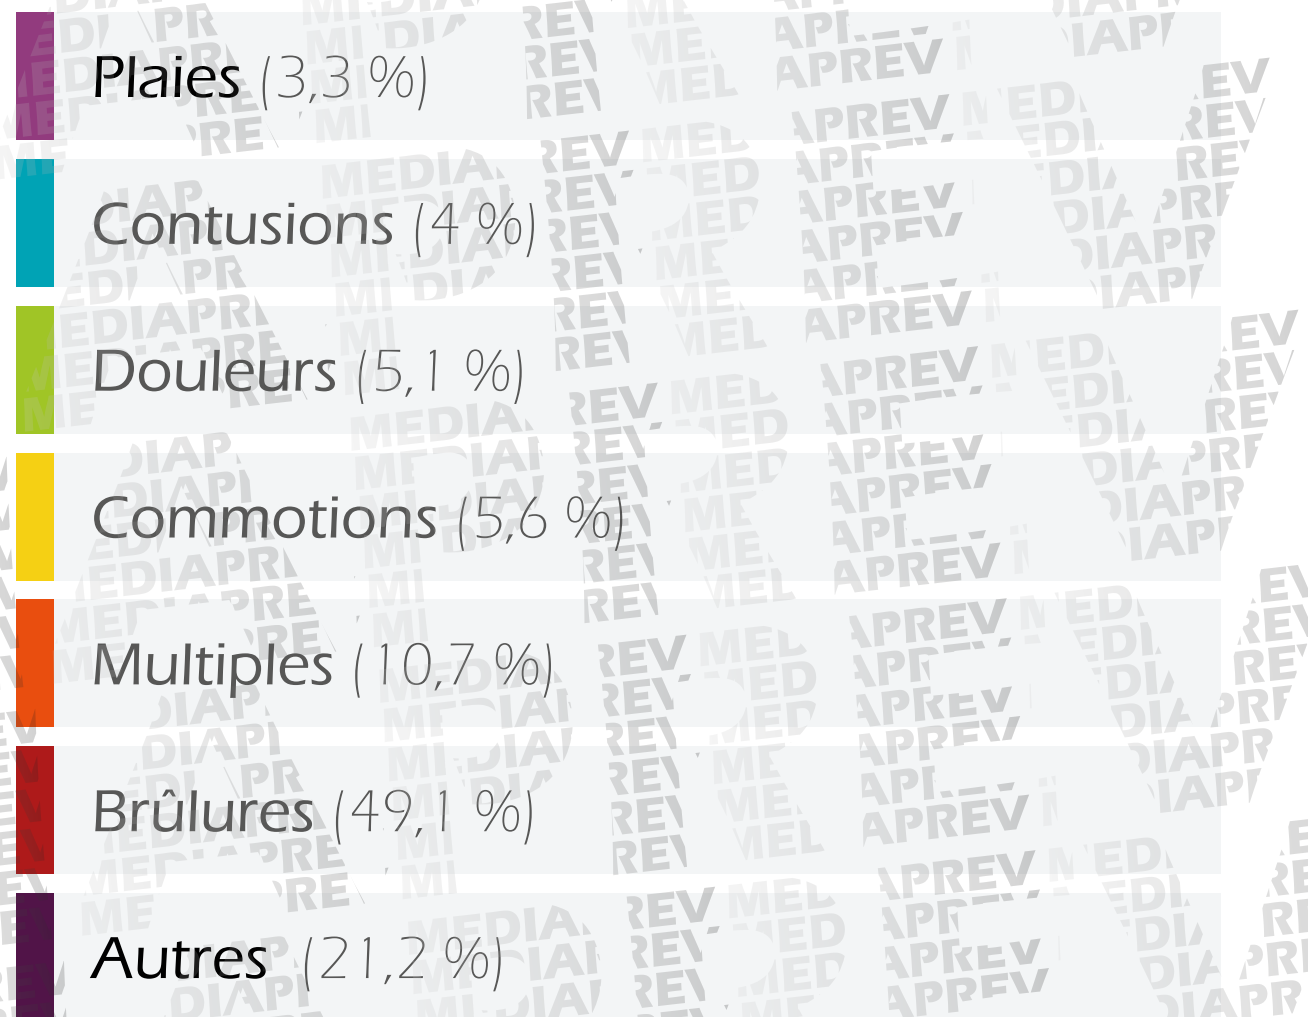 Plaies (3,3 %)
Contusions (4 %)
Douleurs (5,1 %)
Commotions (5,6 %)
Multiples (10,7 %)
Brûlures (49,1 %)
Autres (21,2 %)